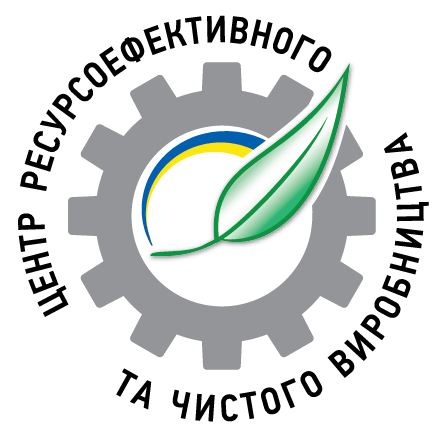 ЦЕНТР РЕСУРСОЕФЕКТИВНОГО
ТА ЧИСТОГО ВИРОБНИЦТВА